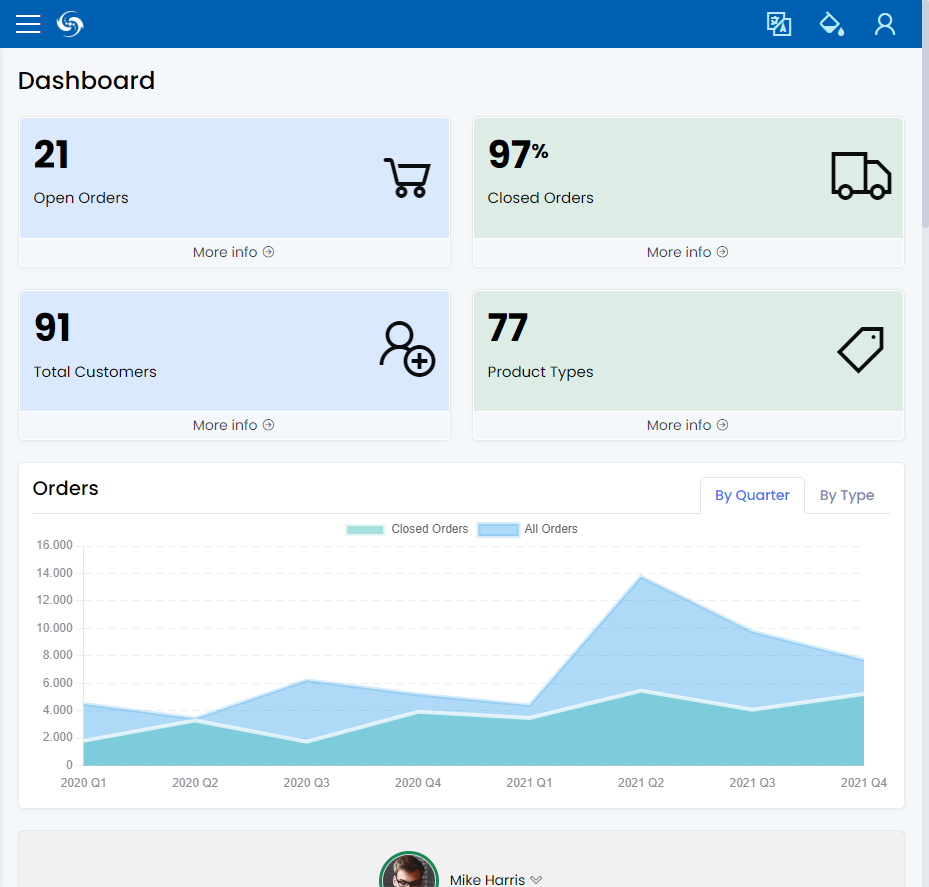 Dashboard
21
Open Orders
More info
97%
Closed Orders
More info
91
Total Customers
More info
77
Product Types
More info
Orders
By Quarter By Type
Closed Orders All Orders
16.000
14.000
12.000
10.000
8.000
6.000
4.000
2.000
0
2020 Q1 2020 Q2 2020 Q3 2020 Q4 2021 Q1 2021 Q2 2021 Q3 2021 Q4
Mike Harris